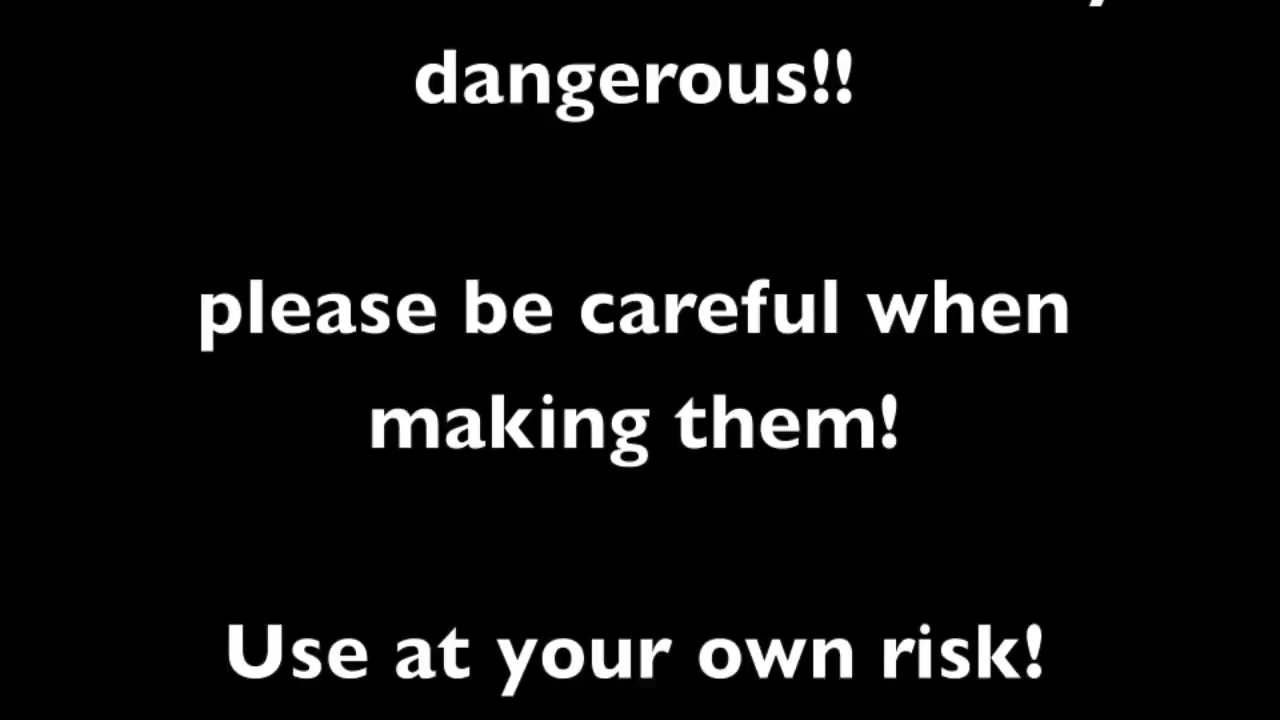 dangerous!!
please be careful when
making them!
Use at your own risk!